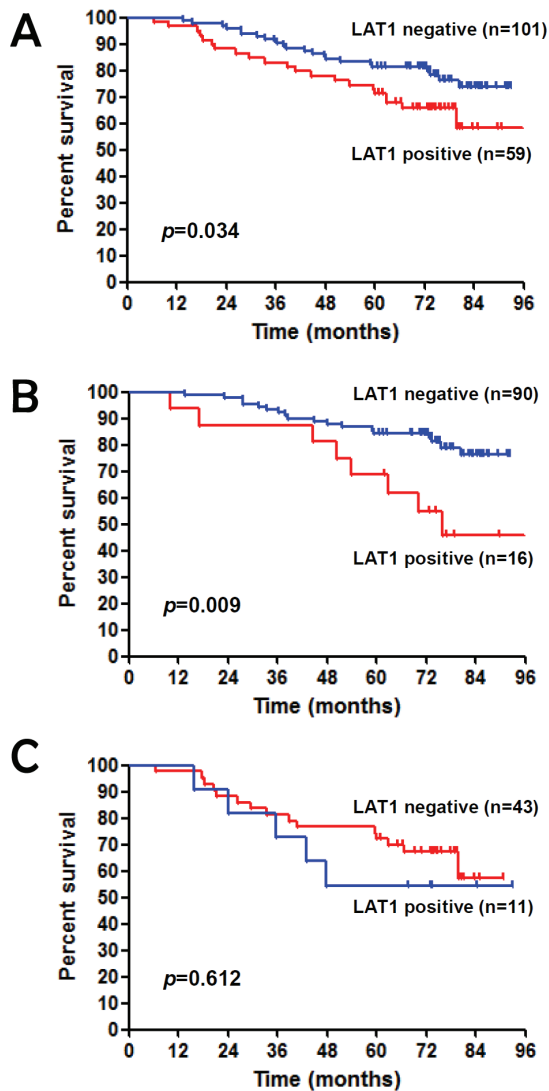 A
Percent survival
100
90
80
70
60
50
40
30
20
10
0
LAT1 negative (n=101)
LAT1 positive (n=59)
p=0.034
0 12 24 36 48 60 72 84 96
Time (months)
B
Percent survival
100
90
80
70
60
50
40
30
20
10
0
LAT1 negative (n=90)
LAT1 positive (n=16)
p=0.009
0 12 24 36 48 60 72 84 96
Time (months)
C
Percent survival
100
90
80
70
60
50
40
30
20
10
0
LAT1 negative (n=43)
LAT1 positive (n=11)
p=0.612
0 12 24 36 48 60 72 84 96
Time (months)